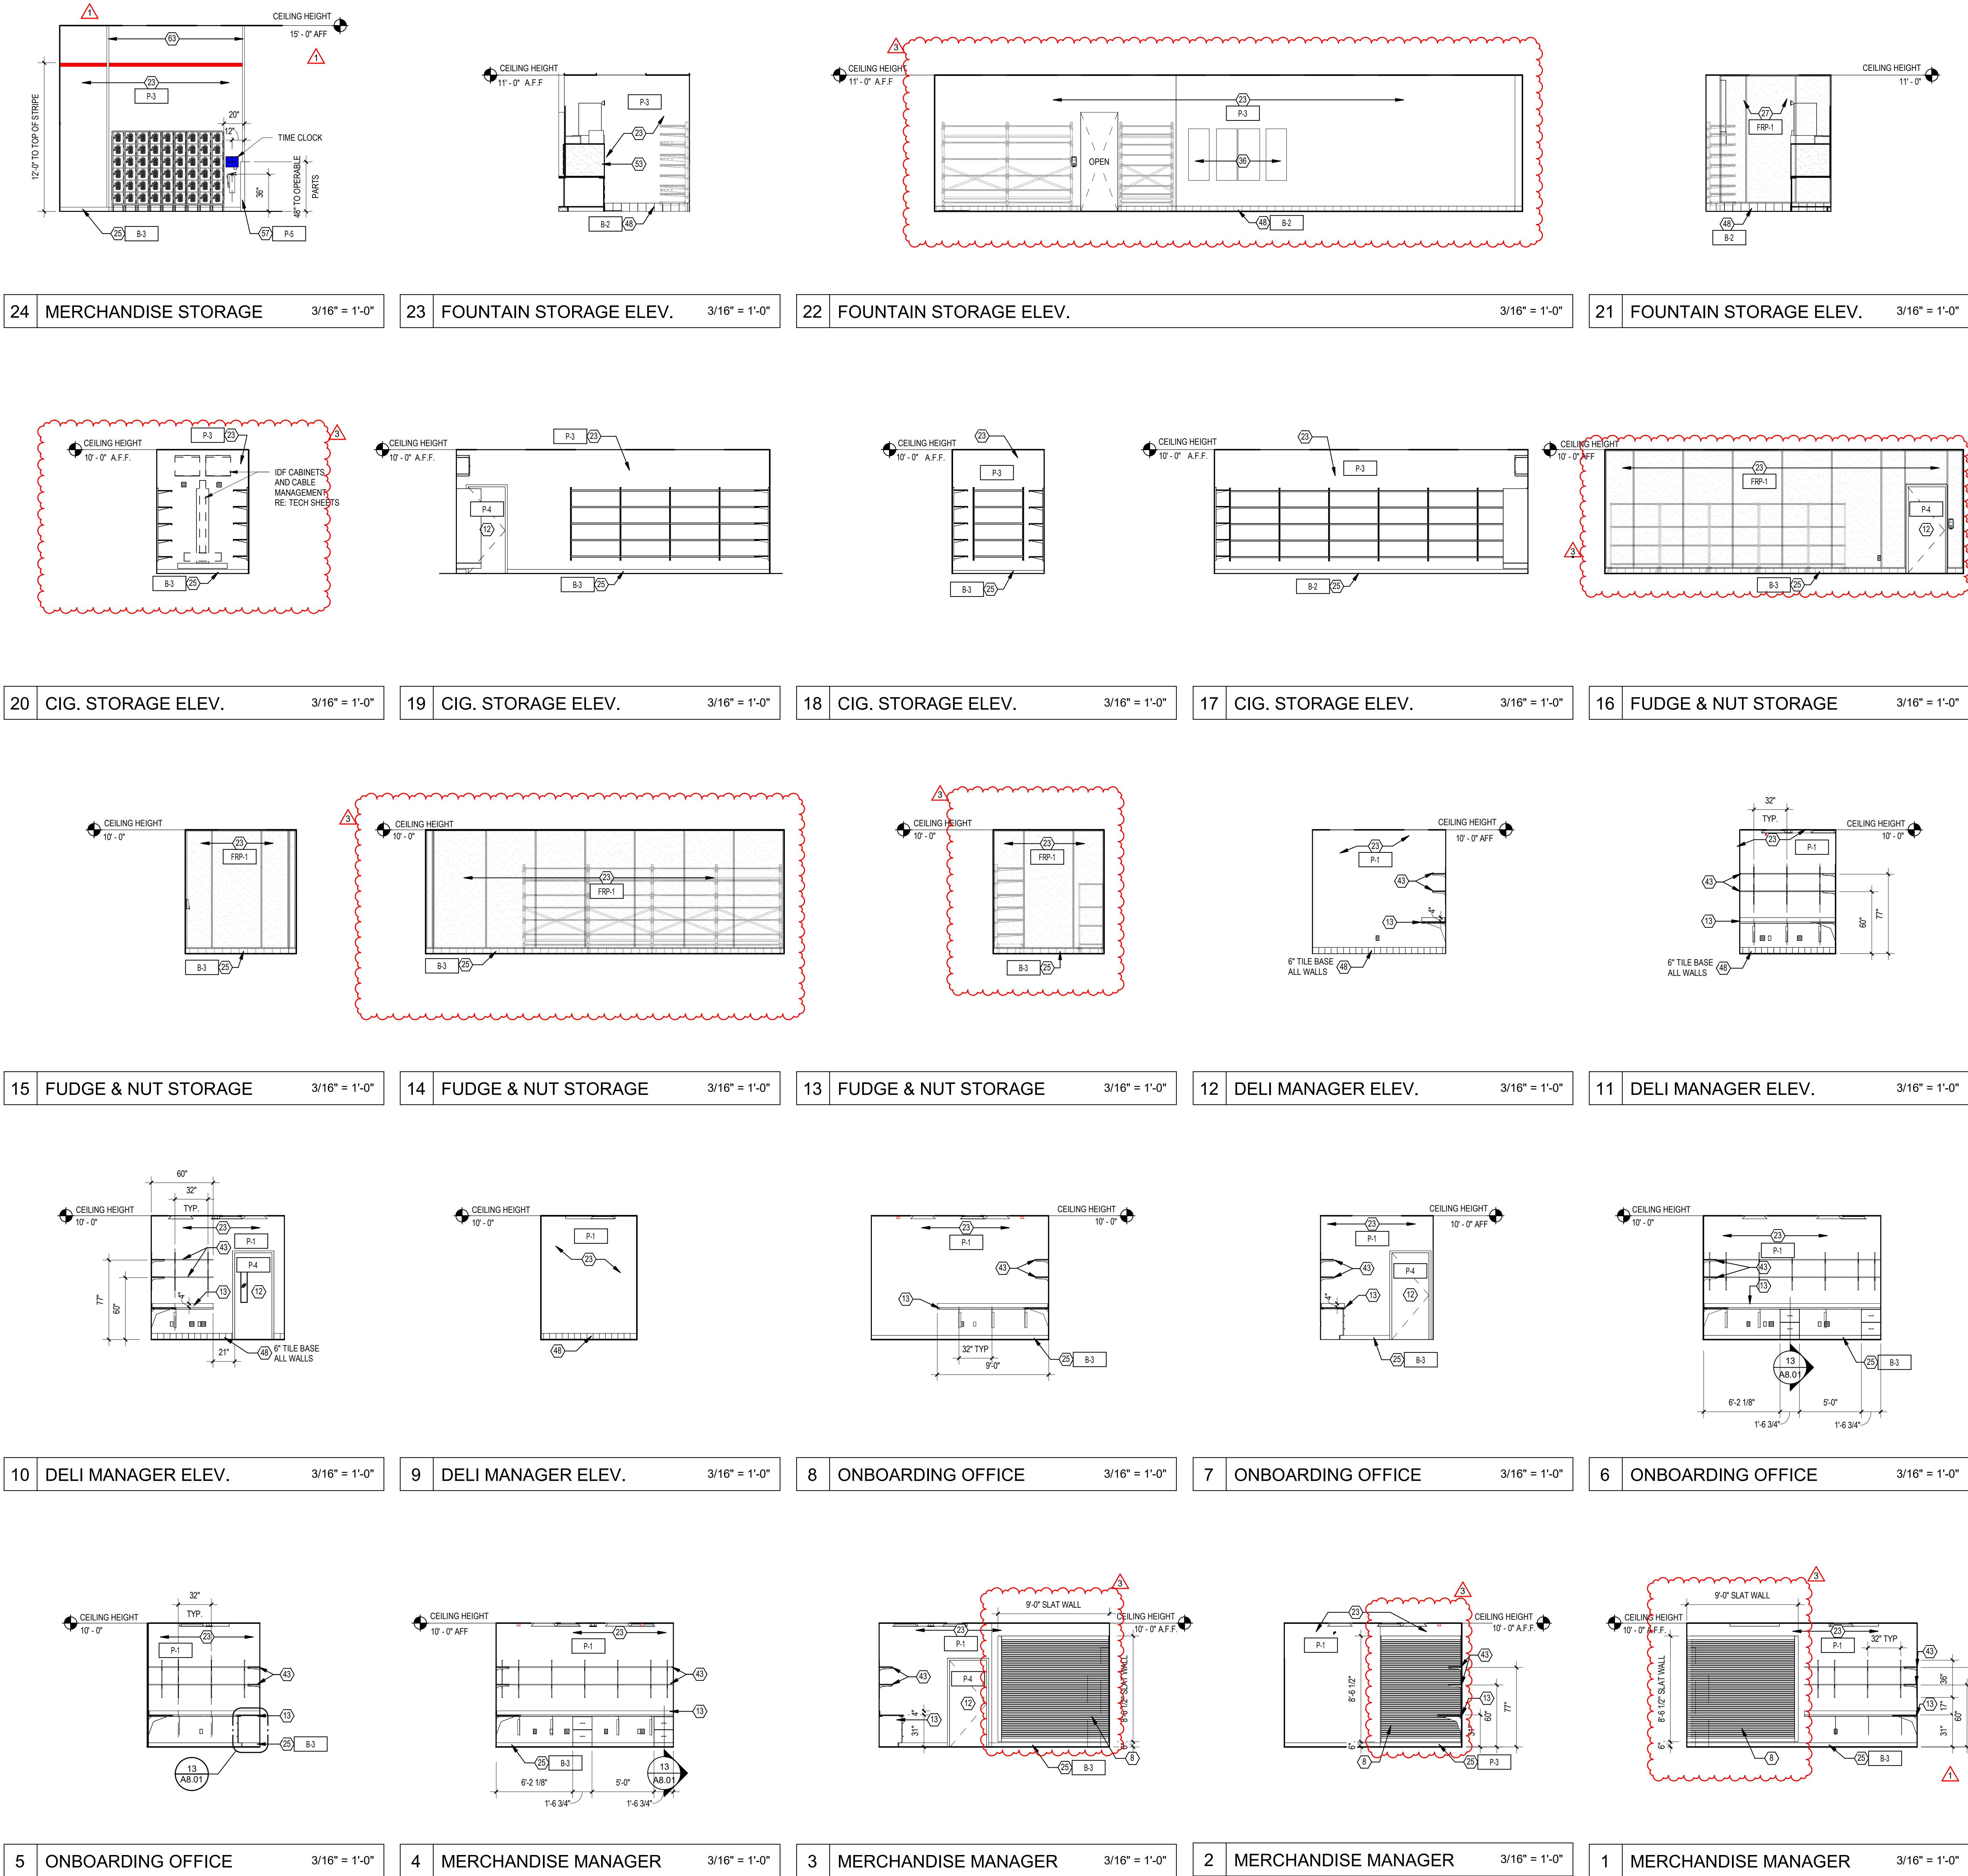 1
CEILING HEIGHT
15' - 0" AFF
1
63
23
P-3
12'-0" TO TOP OF STRIPE
20"
12"
TIME CLOCK
36"
48" TO OPERABLE
PARTS
25 B-3
57 P-5
24 MERCHANDISE STORAGE 3/16" = 1'-0"
CEILING HEIGHT
11' - 0" A.F.F
P-3
23
53
B-2 48
23 FOUNTAIN STORAGE ELEV. 3/16" = 1'-0"
3
CEILING HEIGHT
11' - 0" A.F.F
23
P-3
OPEN
36
48 B-2
22 FOUNTAIN STORAGE ELEV. 3/16" = 1'-0"
CEILING HEIGHT
11' - 0"
27
FRP-1
48
B-2
21 FOUNTAIN STORAGE ELEV. 3/16" = 1'-0"
3
P-3 23
CEILING HEIGHT
10' - 0" A.F.F.
IDF CABINETS
AND CABLE
MANAGEMENT
RE: TECH SHEETS
B-3 25
20 CIG. STORAGE ELEV. 3/16" = 1'-0"
P-3 23
CEILING HEIGHT
10' - 0" A.F.F.
P-4
12
B-3 25
19 CIG. STORAGE ELEV. 3/16" = 1'-0"
23
CEILING HEIGHT
10' - 0" A.F.F.
P-3
B-3 25
18 CIG. STORAGE ELEV. 3/16" = 1'-0"
23
CEILING HEIGHT
10' - 0" A.F.F.
P-3
B-2 25
17 CIG. STORAGE ELEV. 3/16" = 1'-0"
CEILING HEIGHT
10' - 0" AFF
23
FRP-1
P-4
12
3
B-3 25
16 FUDGE & NUT STORAGE 3/16" = 1'-0"
CEILING HEIGHT
10' - 0"
23
FRP-1
B-3 25
15 FUDGE & NUT STORAGE 3/16" = 1'-0"
3
CEILING HEIGHT
10' - 0"
23
FRP-1
B-3 25
14 FUDGE & NUT STORAGE 3/16" = 1'-0"
3
CEILING HEIGHT
10' - 0"
23
FRP-1
B-3 25
13 FUDGE & NUT STORAGE 3/16" = 1'-0"
CEILING HEIGHT
10' - 0" AFF
23
P-1
43
4"
13
6" TILE BASE
ALL WALLS
48
12 DELI MANAGER ELEV. 3/16" = 1'-0"
32"
TYP.
CEILING HEIGHT
10' - 0"
23
P-1
43
13
60"
77"
6" TILE BASE
ALL WALLS
48
11 DELI MANAGER ELEV. 3/16" = 1'-0"
60"
32"
TYP.
CEILING HEIGHT
10' - 0"
23
P-1
43
P-4
13
12
4"
77"
60"
21"
48
6" TILE BASE
ALL WALLS
10 DELI MANAGER ELEV. 3/16" = 1'-0"
CEILING HEIGHT
10' - 0"
P-1
23
48
9 DELI MANAGER ELEV. 3/16" = 1'-0"
CEILING HEIGHT
10' - 0"
23
P-1
43
13
32" TYP
9'-0"
25 B-3
8 ONBOARDING OFFICE 3/16" = 1'-0"
CEILING HEIGHT
10' - 0" AFF
23
P-1
43
P-4
13
12
4"
25 B-3
7 ONBOARDING OFFICE 3/16" = 1'-0"
CEILING HEIGHT
10' - 0"
23
P-1
43
13
13
A8.01
25 B-3
6'-2 1/8"
5'-0"
1'-6 3/4"
1'-6 3/4"
6 ONBOARDING OFFICE 3/16" = 1'-0"
32"
TYP.
CEILING HEIGHT
10' - 0"
23
P-1
43
13
25 B-3
13
A8.01
5 ONBOARDING OFFICE 3/16" = 1'-0"
CEILING HEIGHT
10' - 0" AFF
23
P-1
43
13
25 B-3
13
A8.01
6'-2 1/8"
5'-0"
1'-6 3/4"
1'-6 3/4"
4 MERCHANDISE MANAGER 3/16" = 1'-0"
3
9'-0" SLAT WALL
CEILING HEIGHT
10' - 0" A.F.F.
23
P-1
43
P-4
12
13
4"
31"
8'-6 1/2" SLAT WALL
6"
8
25 B-3
3 MERCHANDISE MANAGER 3/16" = 1'-0"
3
23
CEILING HEIGHT
10' - 0" A.F.F.
P-1
43
8'-6 1/2"
13
31"
60"
77"
6"
8
25 P-3
2 MERCHANDISE MANAGER 3/16" = 1'-0"
3
9'-0" SLAT WALL
CEILING HEIGHT
10' - 0" A.F.F.
23
P-1
32" TYP
43
8'-6 1/2" SLAT WALL
36"
13
17"
60"
31"
6"
8
25 B-3
1
1 MERCHANDISE MANAGER 3/16" = 1'-0"